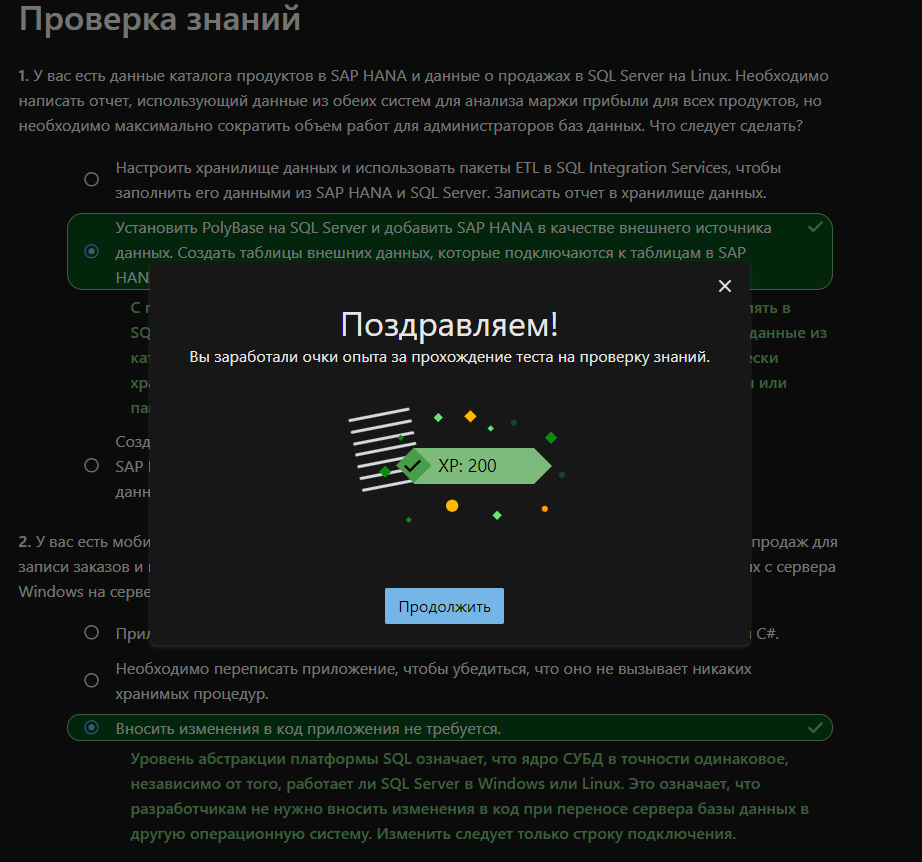 Проверка знаний
1. У вас есть данные каталога продуктов в SAP HANA и данные о продажах в SQL Server на Linux. Необходимо
написать отчет, использующий данные из обеих систем для анализа маржи прибыли для всех продуктов, но
необходимо максимально сократить объем работ для администраторов баз данных. Что следует сделать?
Настроить хранилище данных и использовать пакеты ETL в SQL Integration Services, чтобы
заполнить его данными из SAP HANA и SQL Server. Записать отчет в хранилище данных.
Установить PolyBase на SQL Server и добавить SAP HANA в качестве внешнего источника
данных. Создать таблицы внешних данных, которые подключаются к таблицам в SAP
Поздравляем!
Вы заработали очки опыта за прохождение теста на проверку знаний.
XP: 200
Продолжить
данные из
или
Созд
SAP
данн
2. У вас есть моби продаж для
записи заказов и с сервера
Windows на серве
C#.
Необходимо переписать приложение, чтобы убедиться, что оно не вызывает никаких
хранимых процедур.
Вносить изменения в код приложения не требуется.
Уровень абстракции платформы SQL означает, что ядро СУБД в точности одинаковое,
независимо от того, работает ли SQL Server в Windows или Linux. Это означает, что
разработчикам не нужно вносить изменения в код при переносе сервера базы данных в
другую операционную систему. Изменить следует только строку подключения.